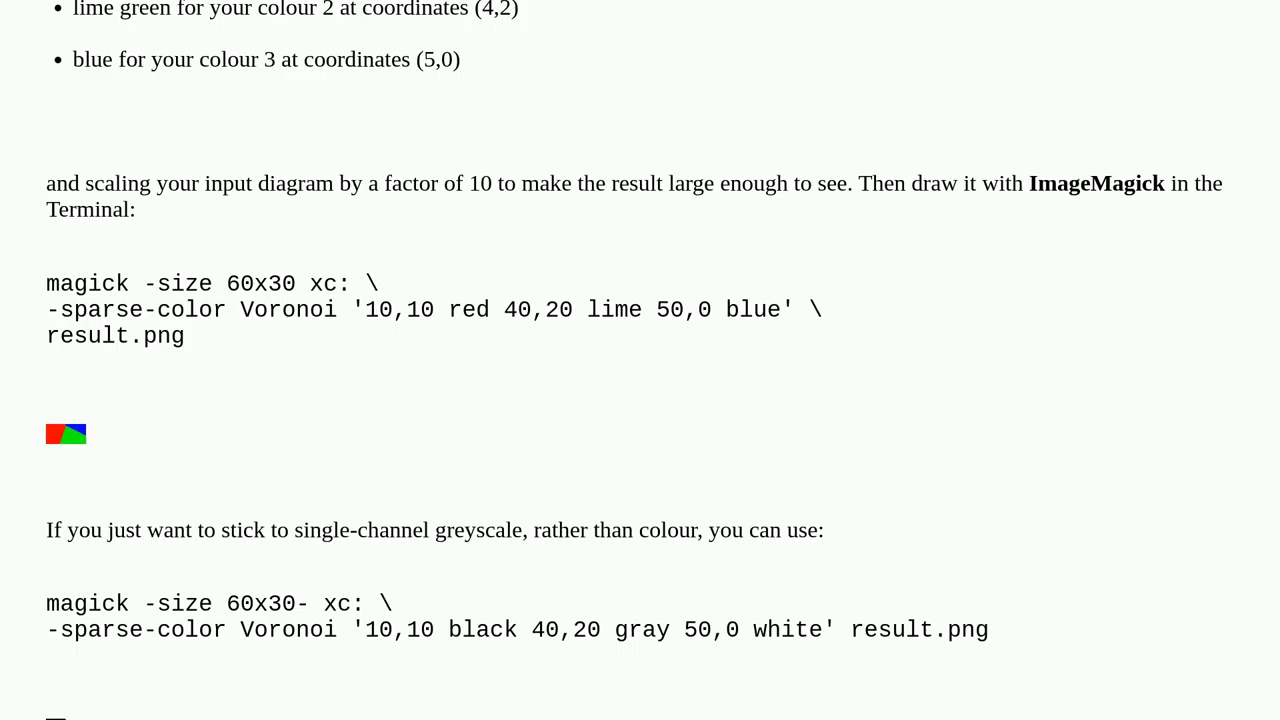 • lime green for your colour 2 at coordinates (4,2)
• blue for your colour 3 at coordinates (5,0)
and scaling your input diagram by a factor of 10 to make the result large enough to see. Then draw it with ImageMagick in the
Terminal:
magick -size 60x30 xc: \
-sparse-color Voronoi '10,10 red 40,20 lime 50,0 blue' \
result.png
If you just want to stick to single-channel greyscale, rather than colour, you can use:
magick -size 60x30- xc: \
-sparse-color Voronoi '10,10 black 40,20 gray 50,0 white' result.png